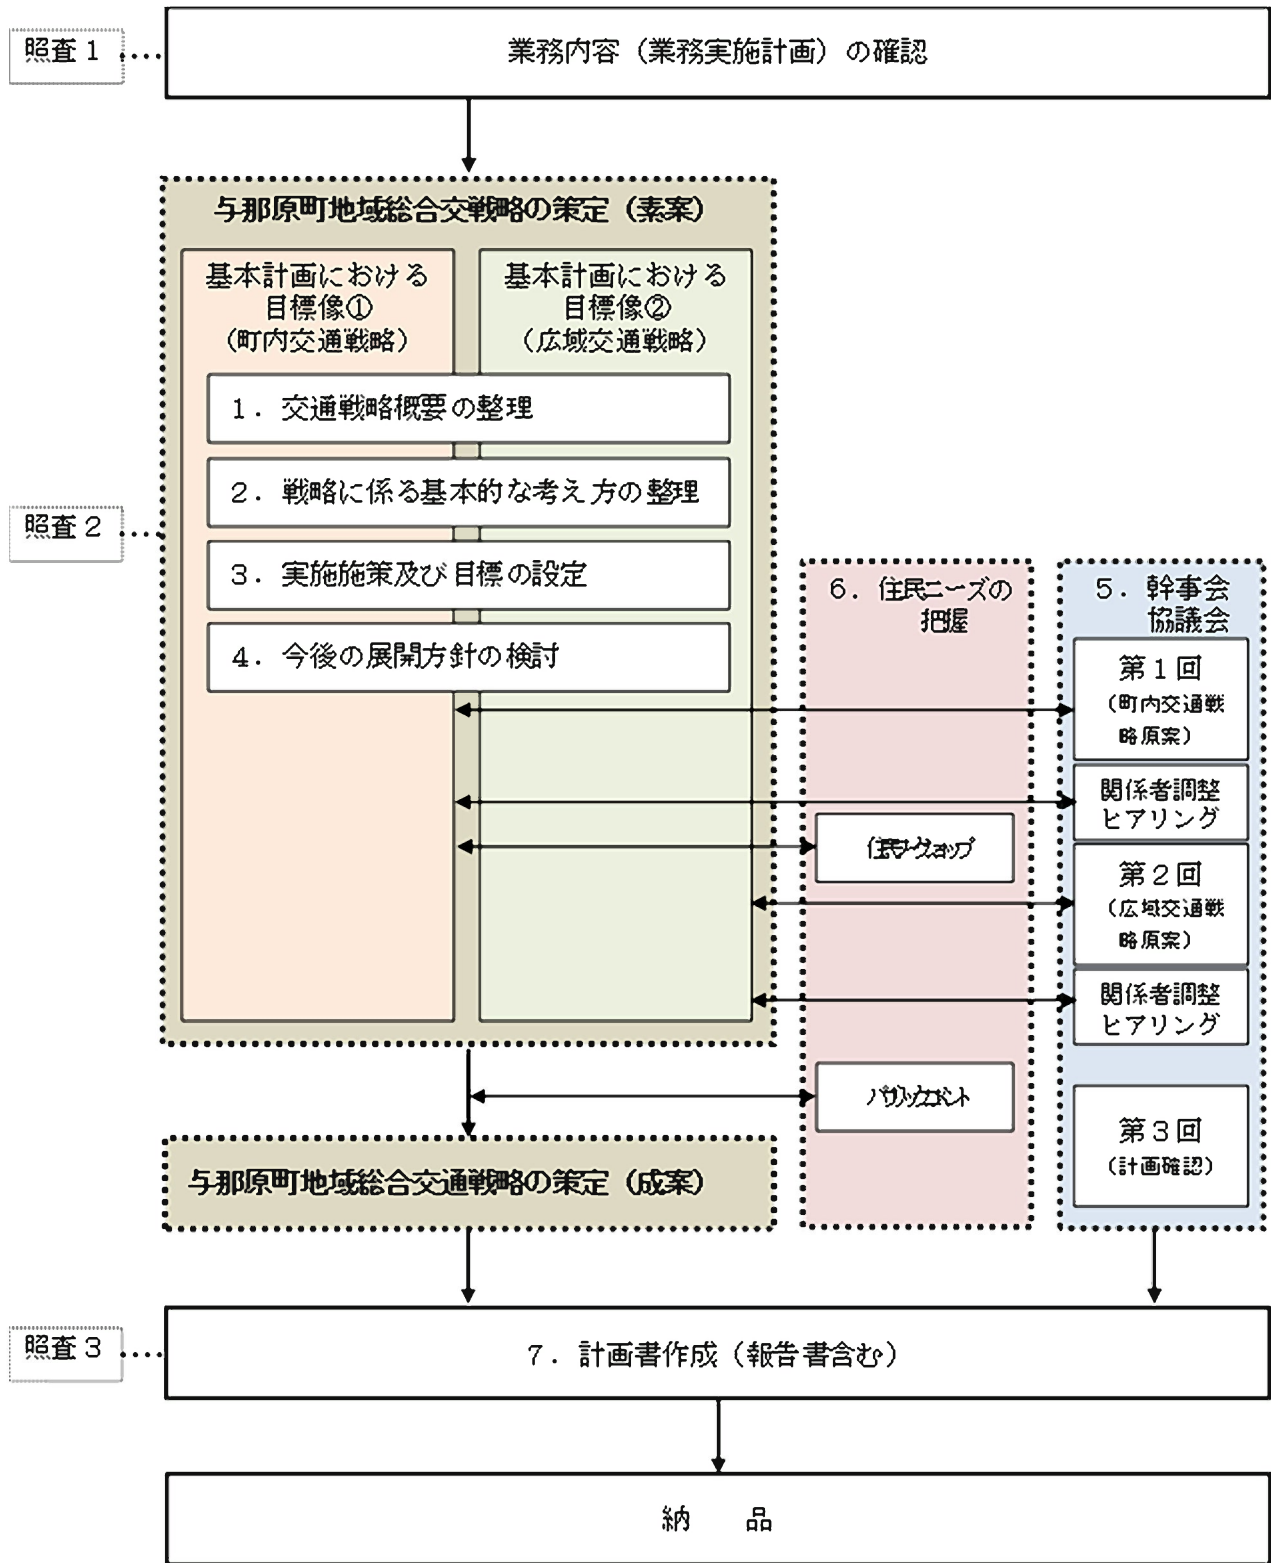 照査1
業務内容（業務実施計画）の確認
与那原町地域総合交戦略の策定（素案）
基本計画における
目標像①
（町内交通戦略）
基本計画における
目標像②
（広域交通戦略）
1．交通戦略概要の整理
2．戦略に係る基本的な考え方の整理
照査2
3．実施施策及び目標の設定
4．今後の展開方針の検討
6．住民ニーズの
把握
5．幹事会
協議会
第1回
（町内交通戦
略原案）
関係者調整
ヒアリング
住民ワークショップ
第2回
（広域交通戦
略原案）
関係者調整
ヒアリング
パブリックコメント
第3回
（計画確認）
与那原町地域総合交通戦略の策定（成案）
照査3
7．計画書作成（報告書含む）
納　品